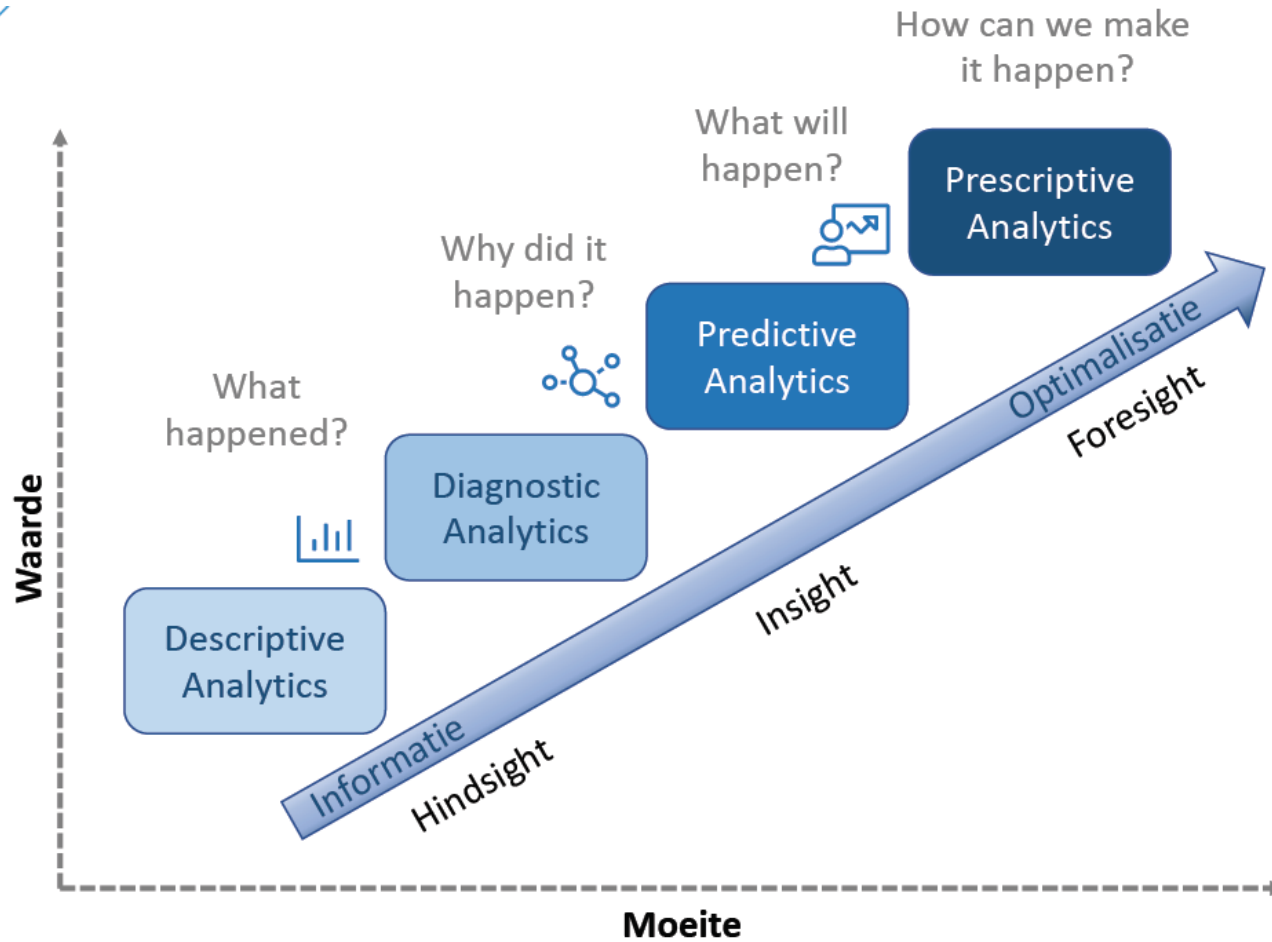 How can we make
it happen?
What will
happen?
Prescriptive
Analytics
Why did it
happen?
Predictive
Analytics
Optimalisatie
Foresight
What
happened?
Diagnostic
Analytics
Waarde
Insight
Descriptive
Analytics
Informatie
Hindsight
Moeite